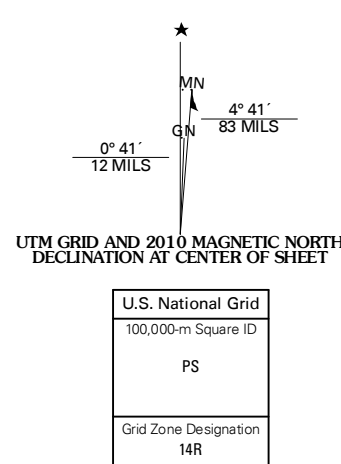 MN
4° 41´
83 MILS
GN
0° 41´
12 MILS
UTM GRID AND 2010 MAGNETIC NORTH
DECLINATION AT CENTER OF SHEET
U.S. National Grid
100,000-m Square ID
PS
Grid Zone Designation
14R